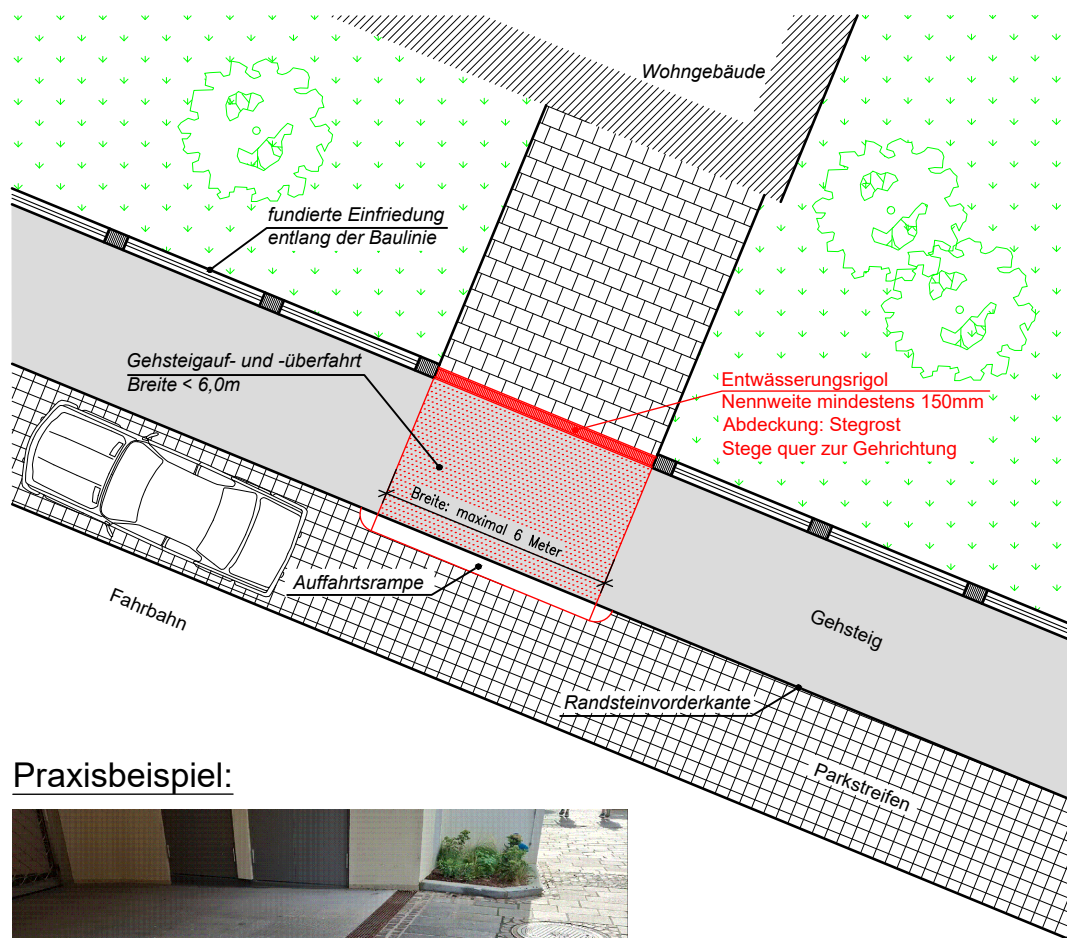 Wohngebäude
fundierte Einfriedung
entlang der Baulinie
Gehsteigauf- und -überfahrt
Breite < 6,0m
Entwässerungsrigol
Nennweite mindestens 150mm
Abdeckung: Stegrost
Stege quer zur Gehrichtung
Breite: maximal 6 Meter
Auffahrtsrampe
Fahrbahn
Gehsteig
Randsteinvorderkante
Parkstreifen
Praxisbeispiel: